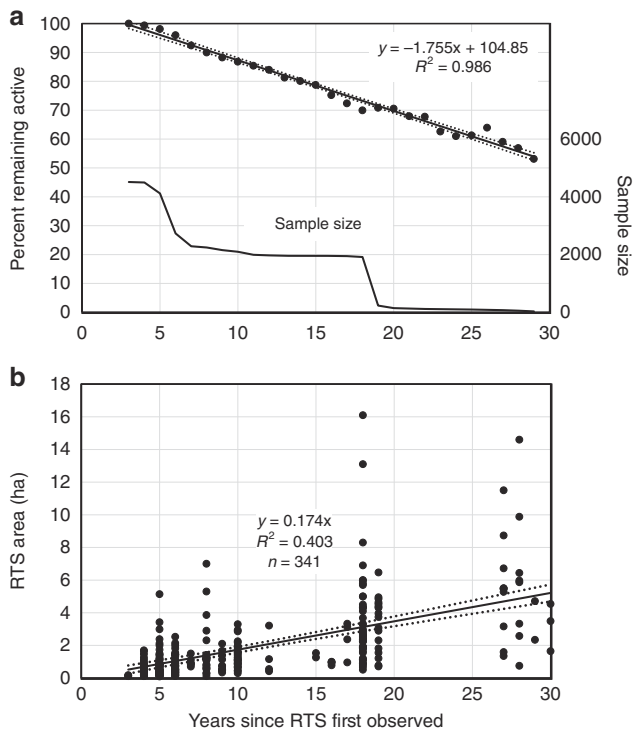 a
100
90
80
70
60
50
40
30
20
10
0
Percent remaining active
y = –1.755x + 104.85
R² = 0.986
6000
4000
2000
0
Sample size
Sample size
0 5 10 15 20 25 30
b
18
16
14
12
10
8
6
4
2
0
RTS area (ha)
y = 0.174x
R² = 0.403
n = 341
0 5 10 15 20 25 30
Years since RTS first observed